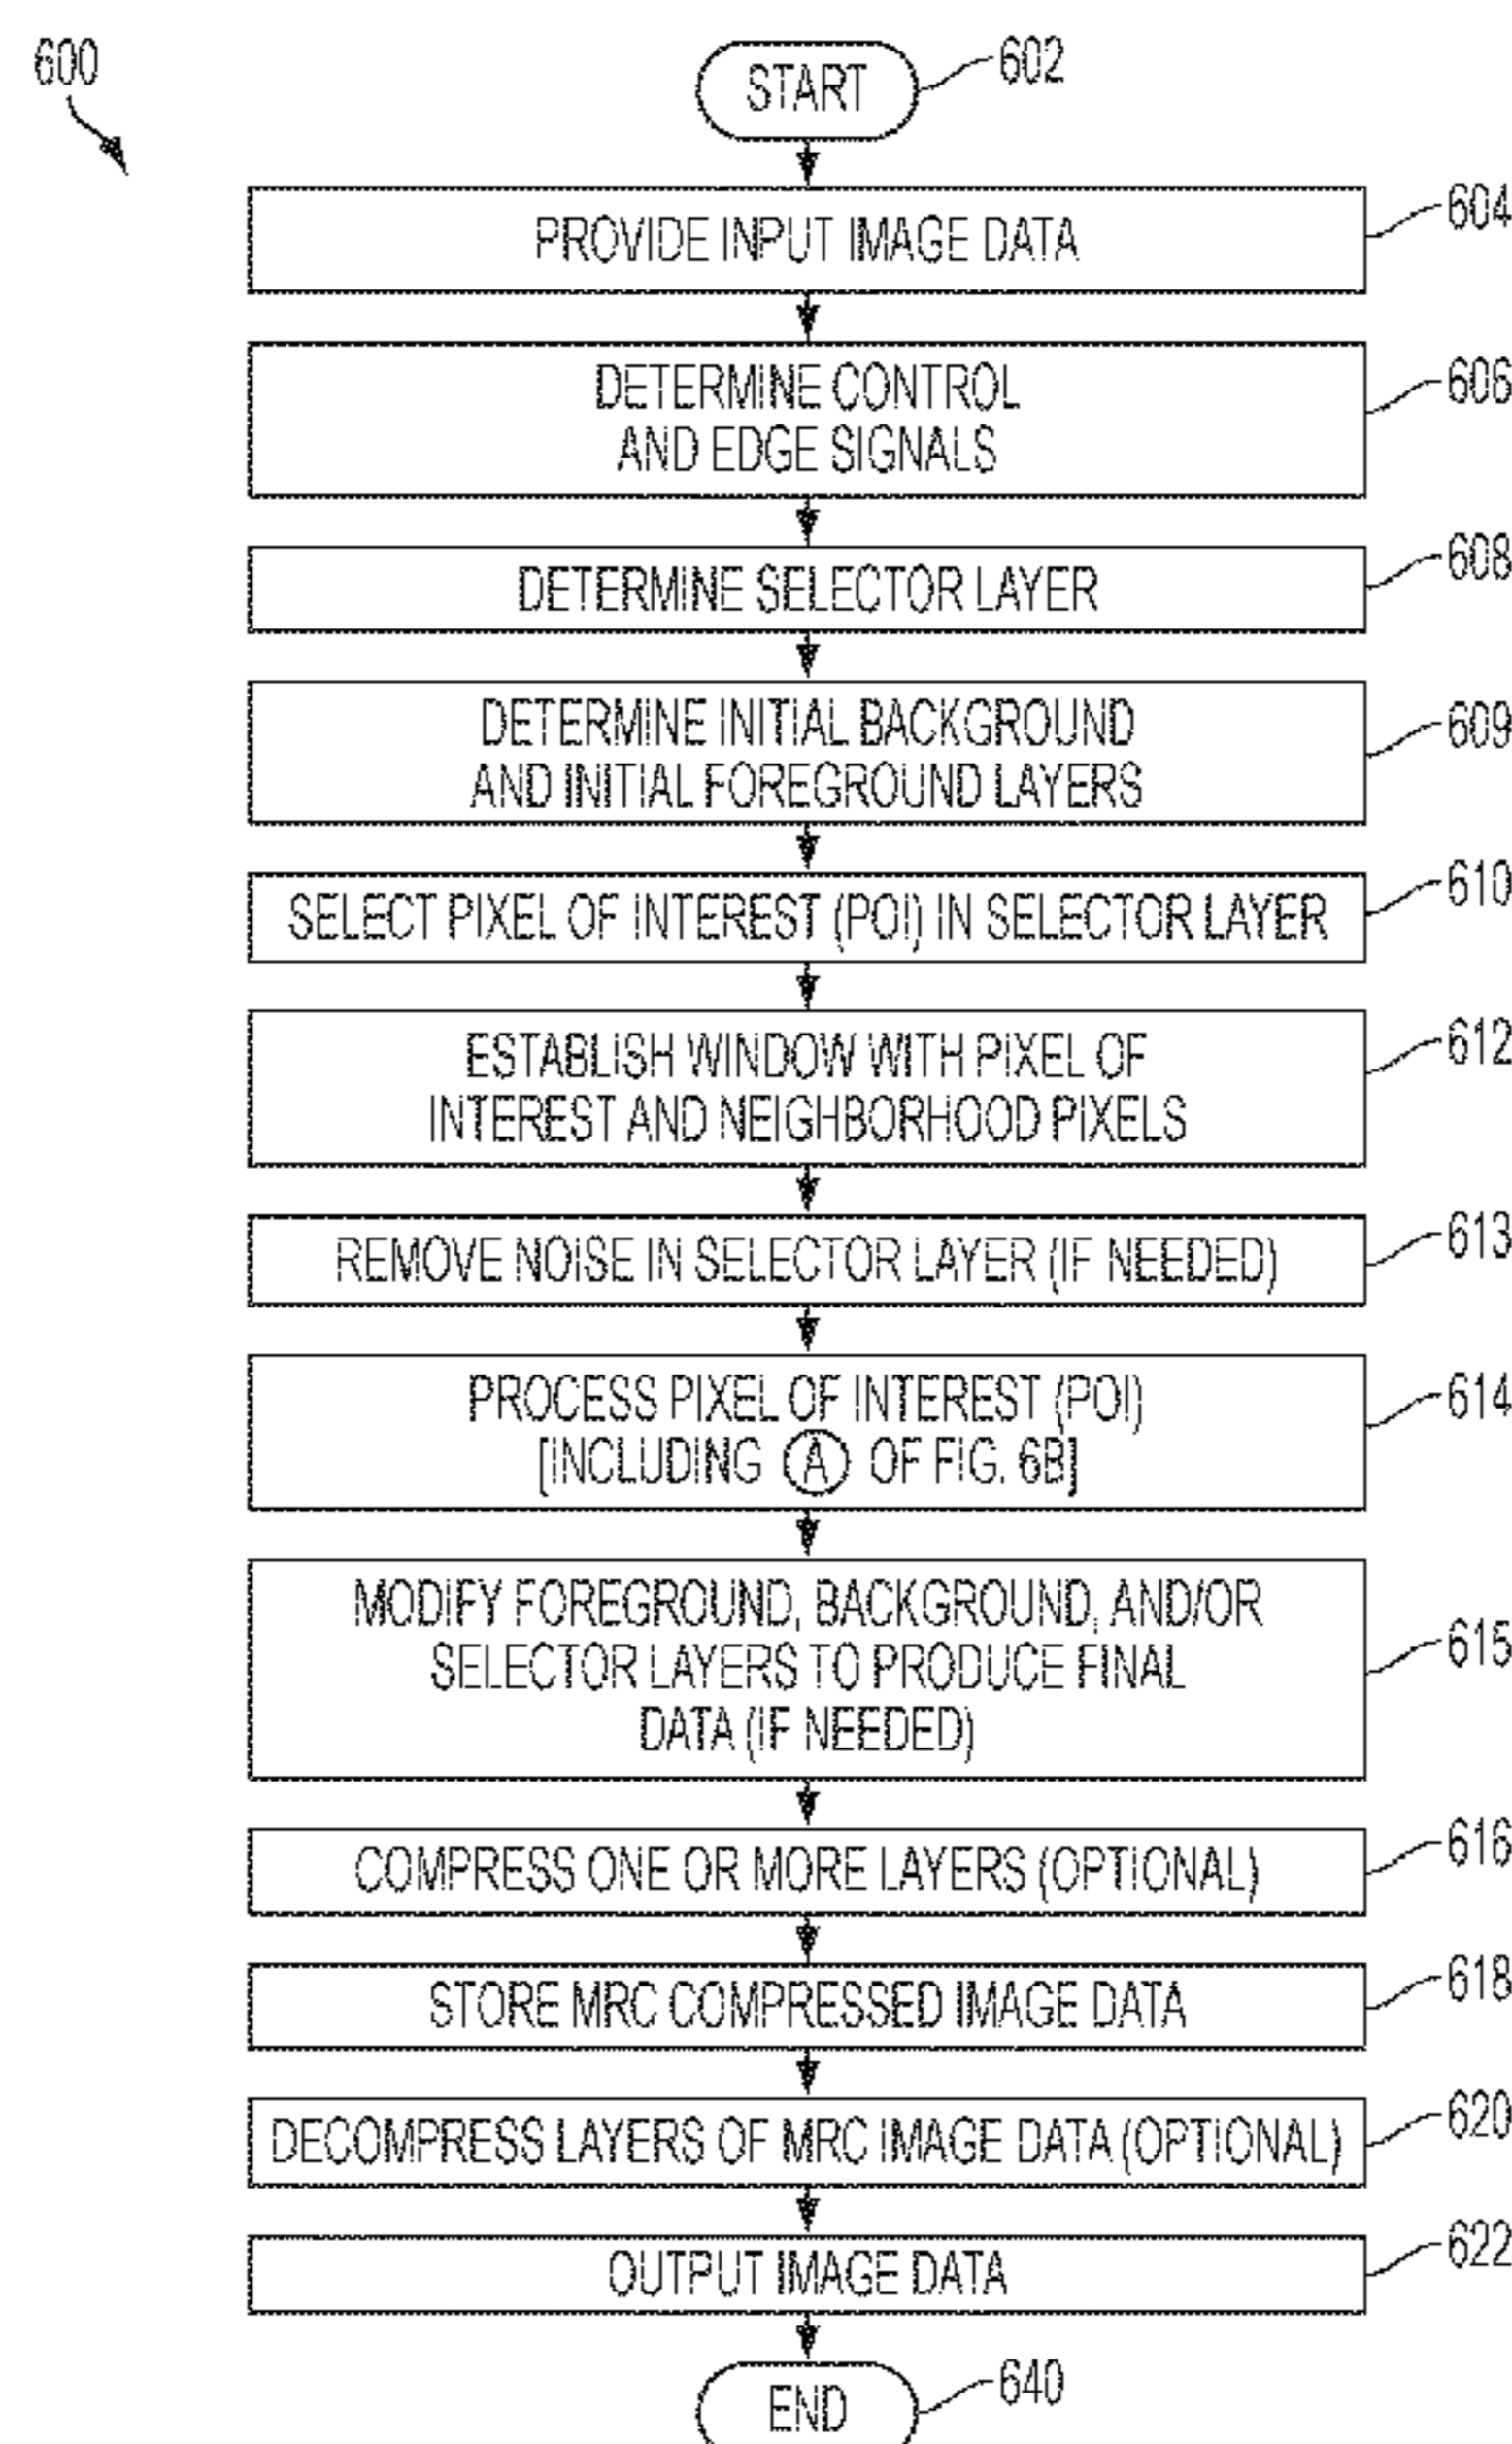 600
START
602
PROVIDE INPUT IMAGE DATA
604
DETERMINE CONTROL
AND EDGE SIGNALS
606
DETERMINE SELECTOR LAYER
608
DETERMINE INITIAL BACKGROUND
AND INITIAL FOREGROUND LAYERS
609
SELECT PIXEL OF INTEREST (POI) IN SELECTOR LAYER
610
ESTABLISH WINDOW WITH PIXEL OF
INTEREST AND NEIGHBORHOOD PIXELS
612
REMOVE NOISE IN SELECTOR LAYER (IF NEEDED)
613
PROCESS PIXEL OF INTEREST (POI)
[INCLUDING A OF FIG. 6B]
614
MODIFY FOREGROUND, BACKGROUND, AND/OR
SELECTOR LAYERS TO PRODUCE FINAL
DATA (IF NEEDED)
615
COMPRESS ONE OR MORE LAYERS (OPTIONAL)
616
STORE MRC COMPRESSED IMAGE DATA
618
DECOMPRESS LAYERS OF MRC IMAGE DATA (OPTIONAL)
620
OUTPUT IMAGE DATA
622
END
640